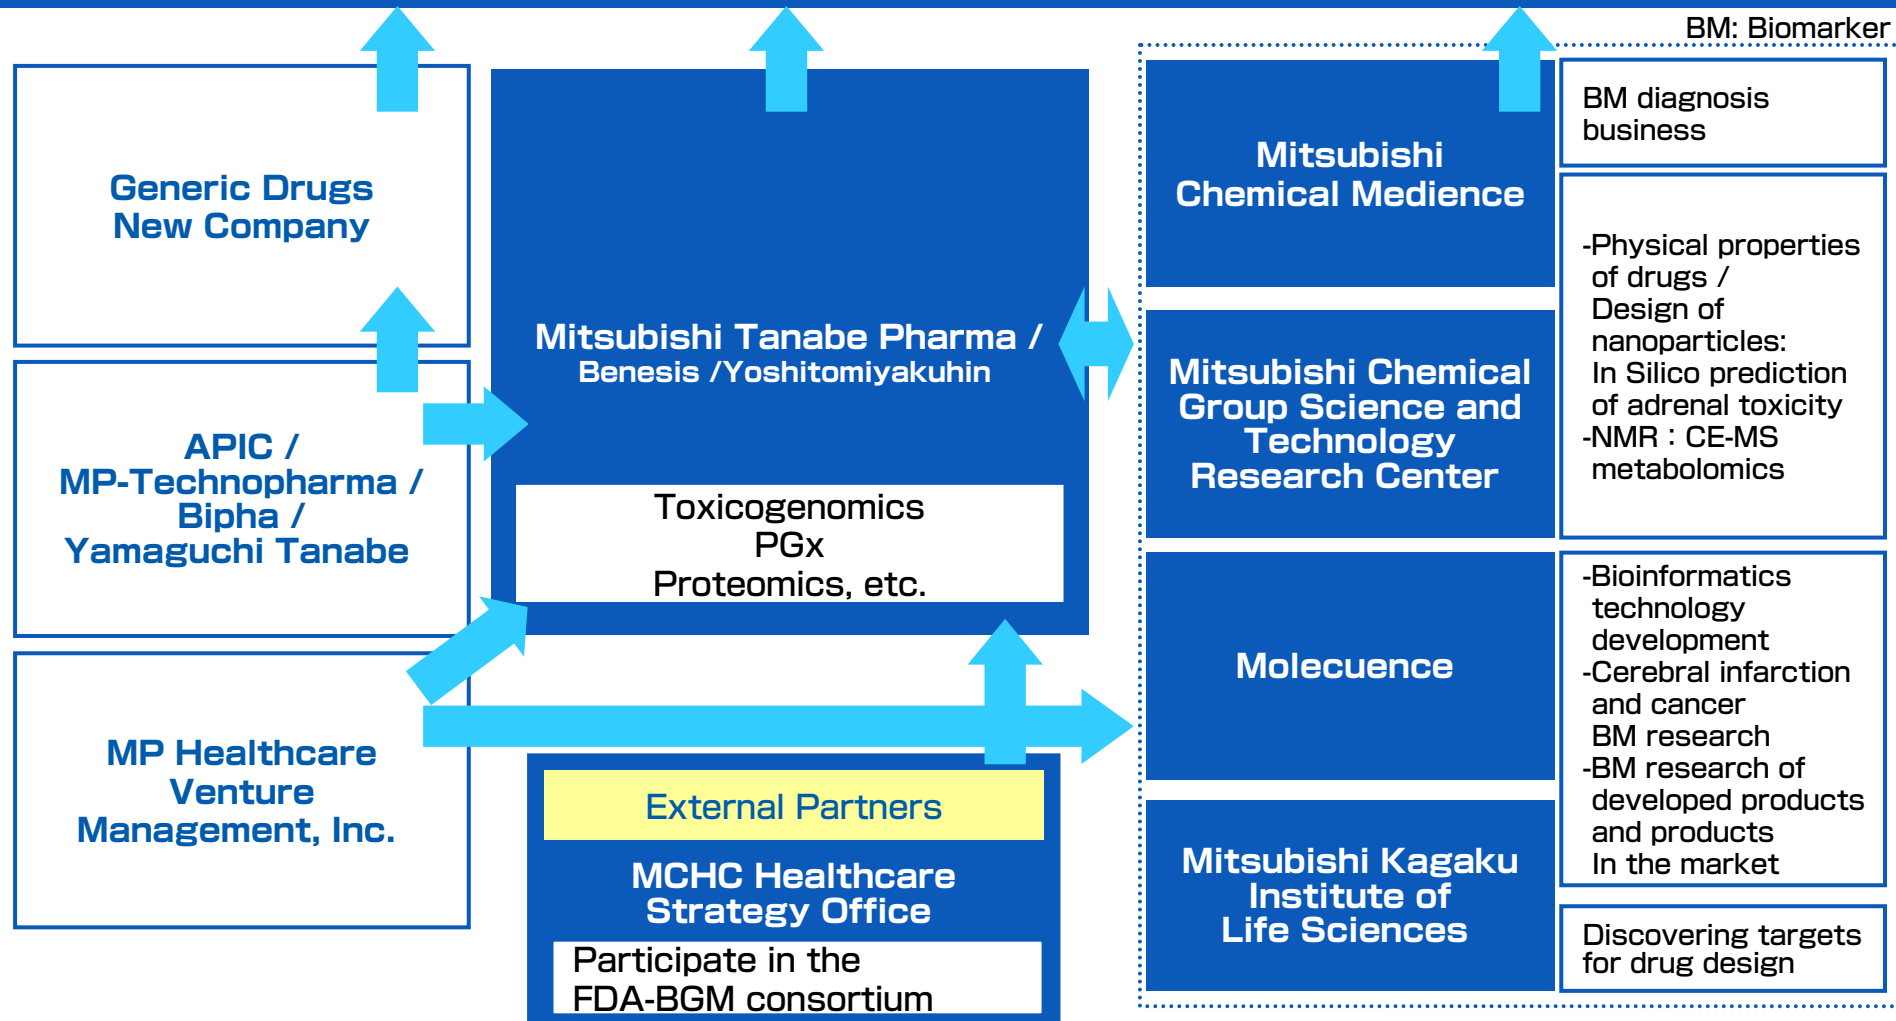 BM: Biomarker
Generic Drugs
New Company
APIC /
MP-Technopharma /
Bipha /
Yamaguchi Tanabe
MP Healthcare
Venture
Management, Inc.
Mitsubishi Tanabe Pharma /
Benesis /Yoshitomiyakuhin
Toxicogenomics
PGx
Proteomics, etc.
External Partners
MCHC Healthcare
Strategy Office
Participate in the
FDA-BGM consortium
Mitsubishi
Chemical Medience
BM diagnosis
business
Mitsubishi Chemical
Group Science and
Technology
Research Center
-Physical properties
of drugs /
Design of
nanoparticles:
In Silico prediction
of adrenal toxicity
-NMR : CE-MS
metabolomics
Molecuence
-Bioinformatics
technology
development
-Cerebral infarction
and cancer
BM research
-BM research of
developed products
and products
In the market
Mitsubishi Kagaku
Institute of
Life Sciences
Discovering targets
for drug design